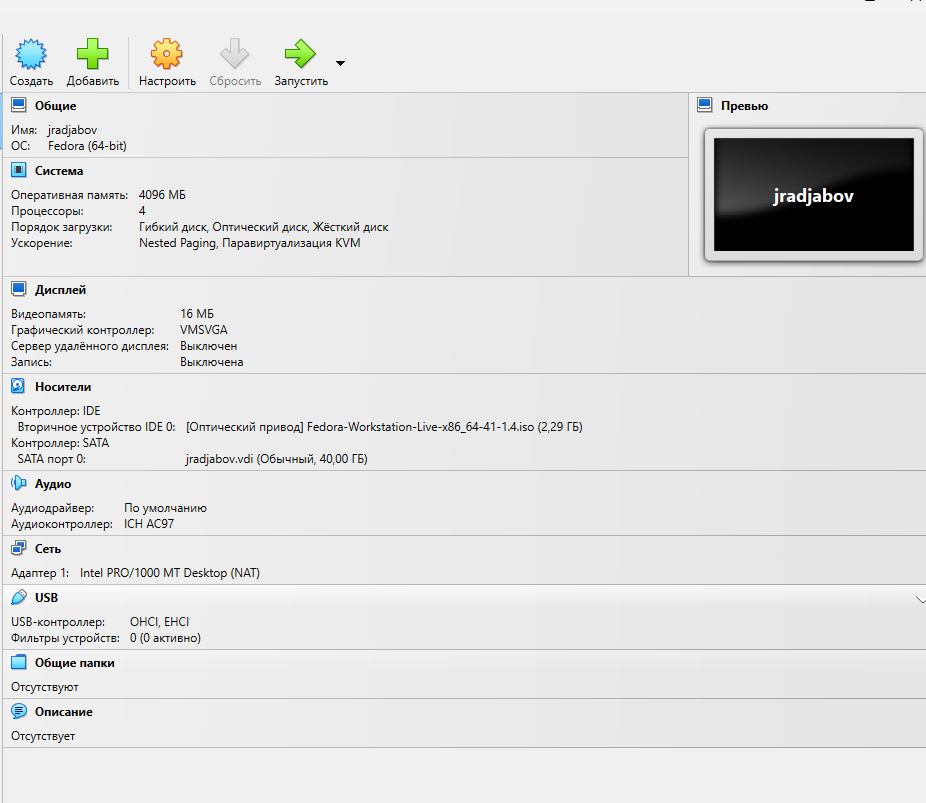 Создать Добавить Настроить Сбросить Запустить
Общие
Имя: jradjabov
ОС: Fedora (64-bit)
Превью
jradjabov
Система
Оперативная память: 4096 МБ
Процессоры: 4
Порядок загрузки: Гибкий диск, Оптический диск, Жёсткий диск
Ускорение: Nested Paging, Паравиртуализация KVM
Дисплей
Видеопамять: 16 МБ
Графический контроллер: VMSVGA
Сервер удалённого дисплея: Выключен
Запись: Выключена
Носители
Контроллер: IDE
Вторичное устройство IDE 0: [Оптический привод] Fedora-Workstation-Live-x86_64-41-1.4.iso (2,29 ГБ)
Контроллер: SATA
SATA порт 0: jradjabov.vdi (Обычный, 40,00 ГБ)
Аудио
Аудиодрайвер: По умолчанию
Аудиоконтроллер: ICH AC97
Сеть
Адаптер 1: Intel PRO/1000 MT Desktop (NAT)
USB
USB-контроллер: OHCI, EHCI
Фильтры устройств: 0 (0 активно)
Общие папки
Отсутствуют
Описание
Отсутствует